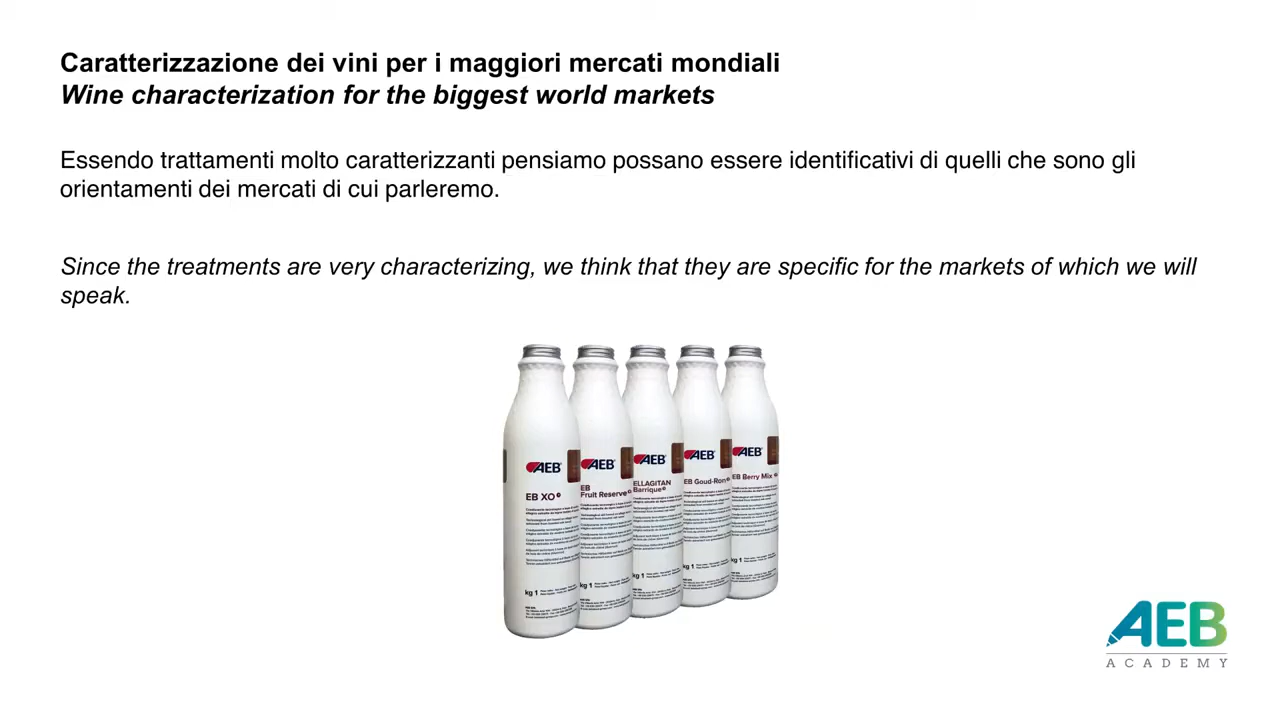 Caratterizzazione dei vini per i maggiori mercati mondiali
Wine characterization for the biggest world markets
Essendo trattamenti molto caratterizzanti pensiamo possano essere identificativi di quelli che sono gli
orientamenti dei mercati di cui parleremo.
Since the treatments are very characterizing, we think that they are specific for the markets of which we will
speak.
AEB
EB XO
kg 1
AEB
EB
Fruit Reserve
kg 1
AEB
ELLAGITAN
Barrique
kg 1
AEB
EB Goud-Ron
kg 1
AEB
EB Berry Mix
kg 1
AEB
ACADEMY